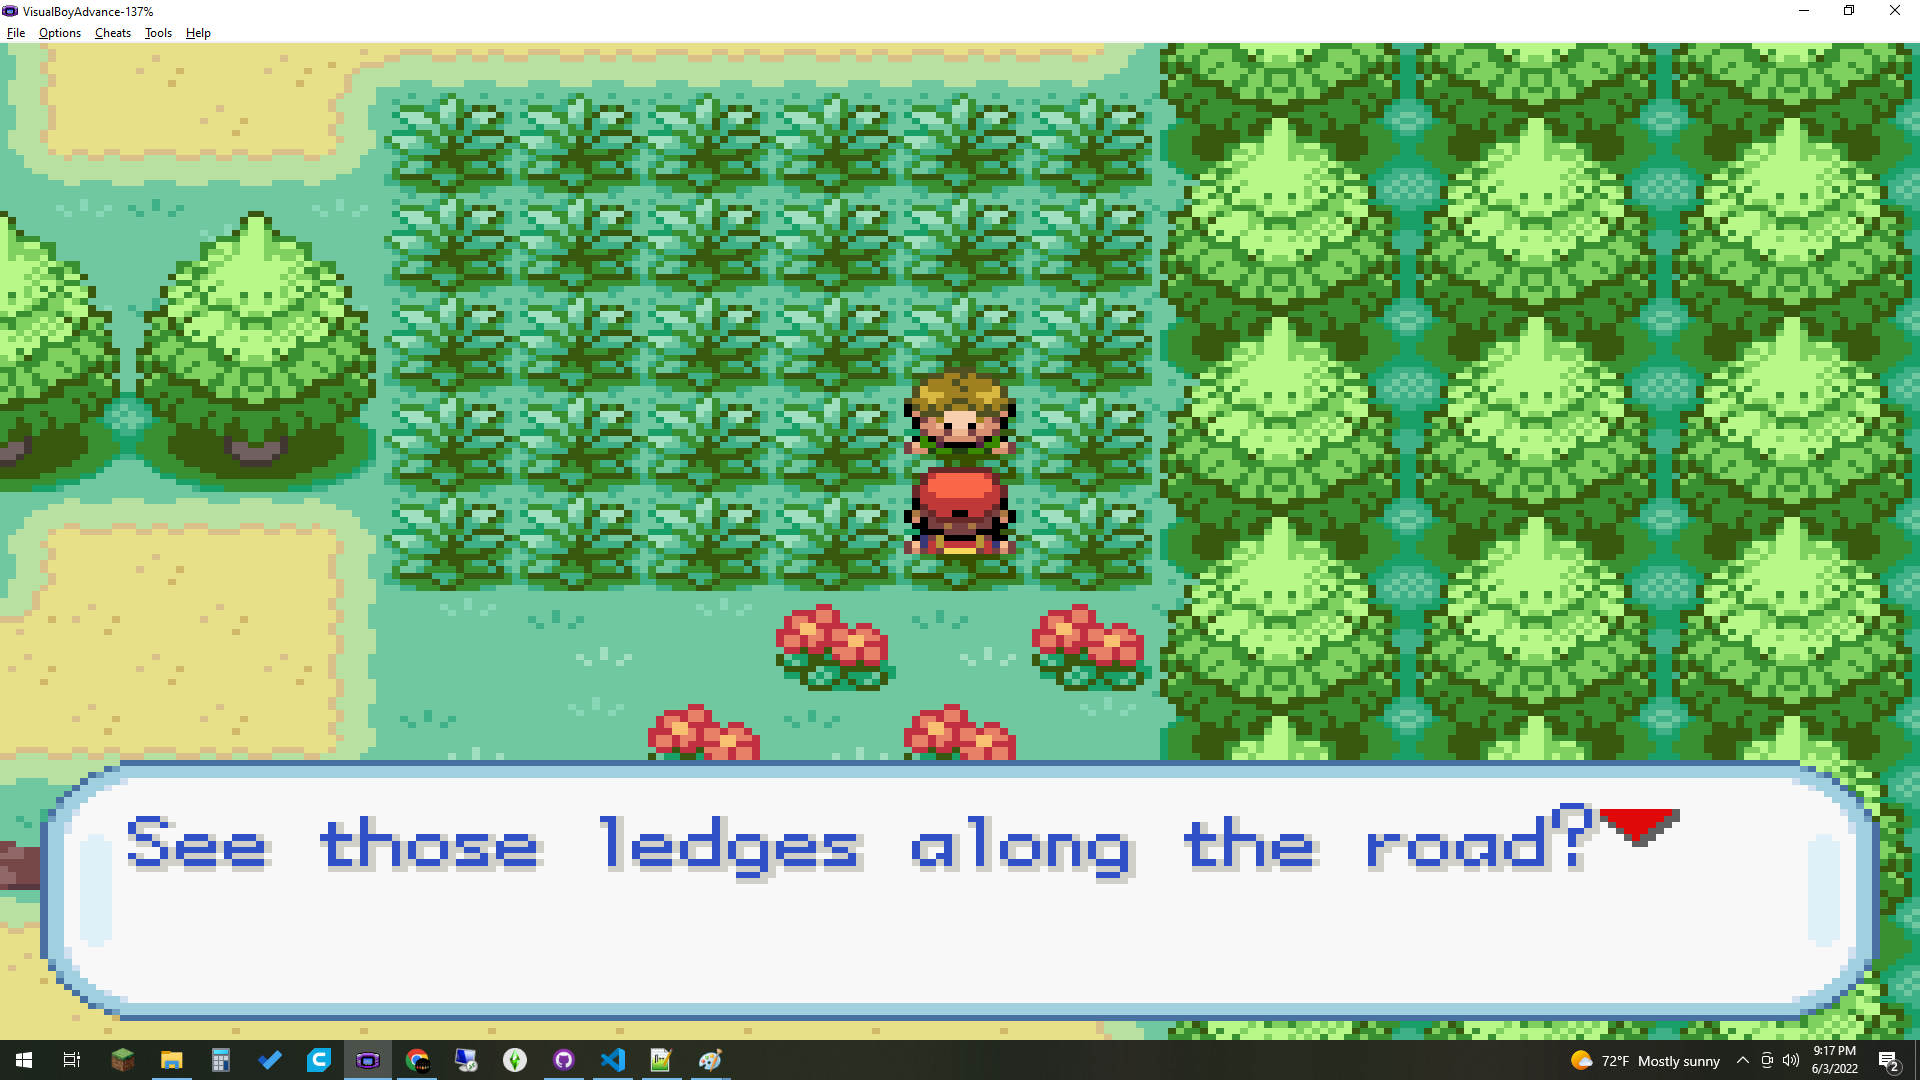 VisualBoyAdvance-137%
File Options Cheats Tools Help
See those ledges along the road?
72°F Mostly sunny
9:17 PM
6/3/2022
2